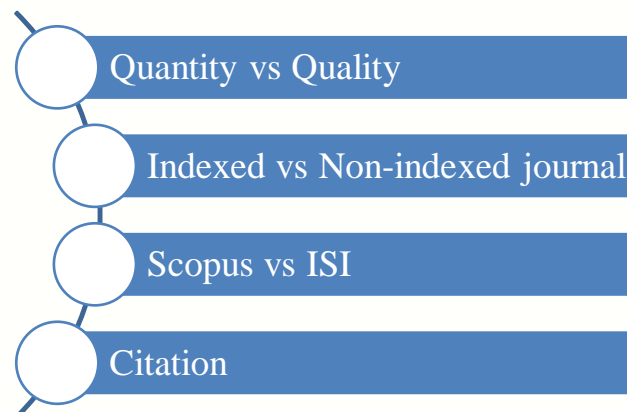 Quantity vs Quality
Indexed vs Non-indexed journal
Scopus vs ISI
Citation